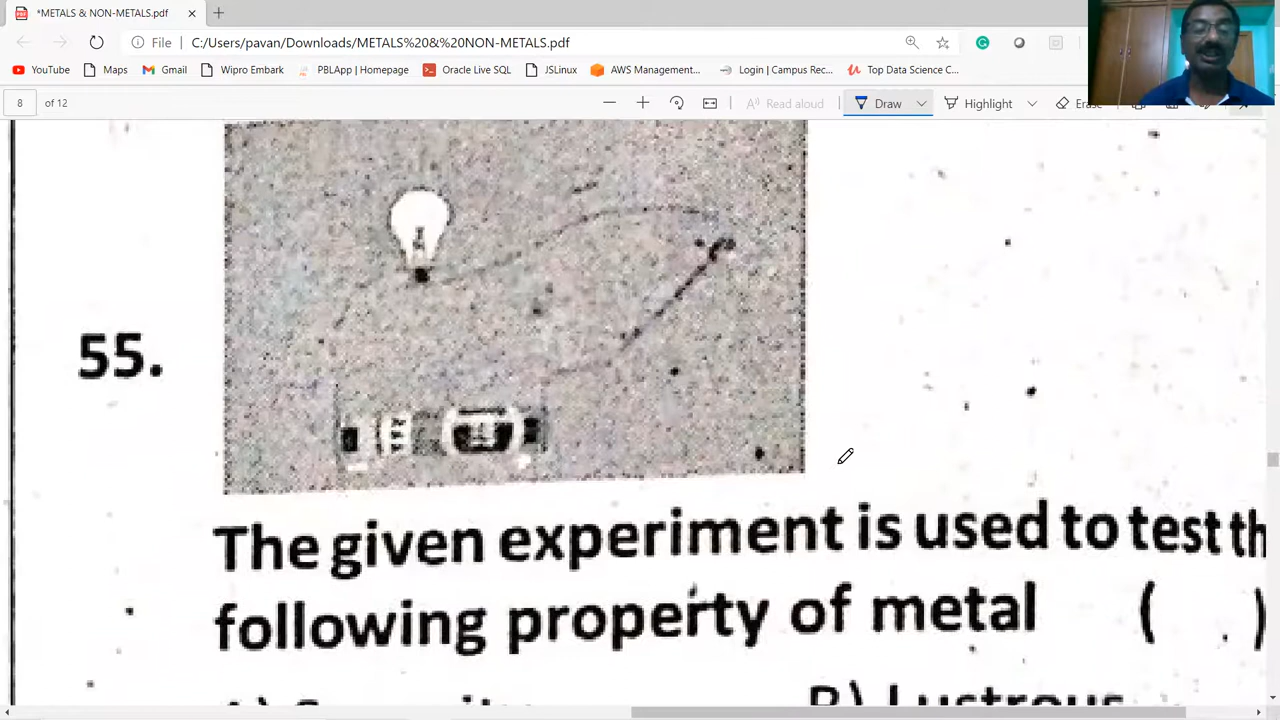 *METALS & NON-METALS.pdf
File C:/Users/pavan/Downloads/METALS%20&%20NON-METALS.pdf
YouTube Maps Gmail Wipro Embark PBLApp | Homepage Oracle Live SQL JSLinux AWS Management... Login | Campus Rec... Top Data Science C...
8 of 12 Read aloud Draw Highlight
55.
The given experiment is used to test
following property of metal ( )
B) Lustrous